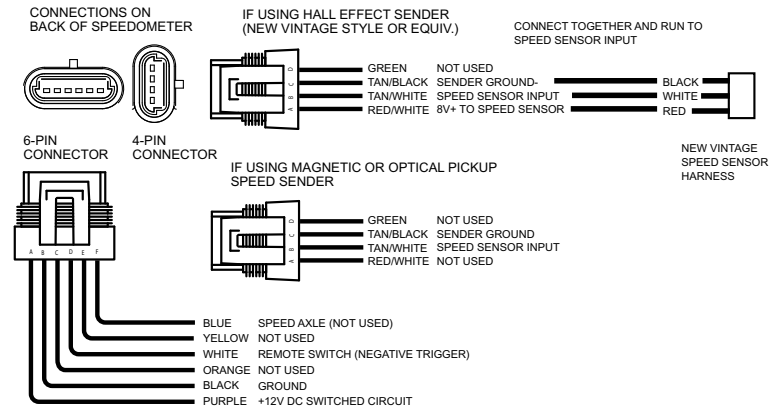 CONNECTIONS ON
BACK OF SPEEDOMETER
IF USING HALL EFFECT SENDER
(NEW VINTAGE STYLE OR EQUIV.)
CONNECT TOGETHER AND RUN TO
SPEED SENSOR INPUT
D C B A
GREEN NOT USED
TAN/BLACK SENDER GROUND- BLACK
TAN/WHITE SPEED SENSOR INPUT WHITE
RED/WHITE 8V+ TO SPEED SENSOR RED
6-PIN
CONNECTOR
4-PIN
CONNECTOR
NEW VINTAGE
SPEED SENSOR
HARNESS
IF USING MAGNETIC OR OPTICAL PICKUP
SPEED SENDER
D C B A
GREEN NOT USED
TAN/BLACK SENDER GROUND
TAN/WHITE SPEED SENSOR INPUT
RED/WHITE NOT USED
A B C D E F
BLUE SPEED AXLE (NOT USED)
YELLOW NOT USED
WHITE REMOTE SWITCH (NEGATIVE TRIGGER)
ORANGE NOT USED
BLACK GROUND
PURPLE +12V DC SWITCHED CIRCUIT